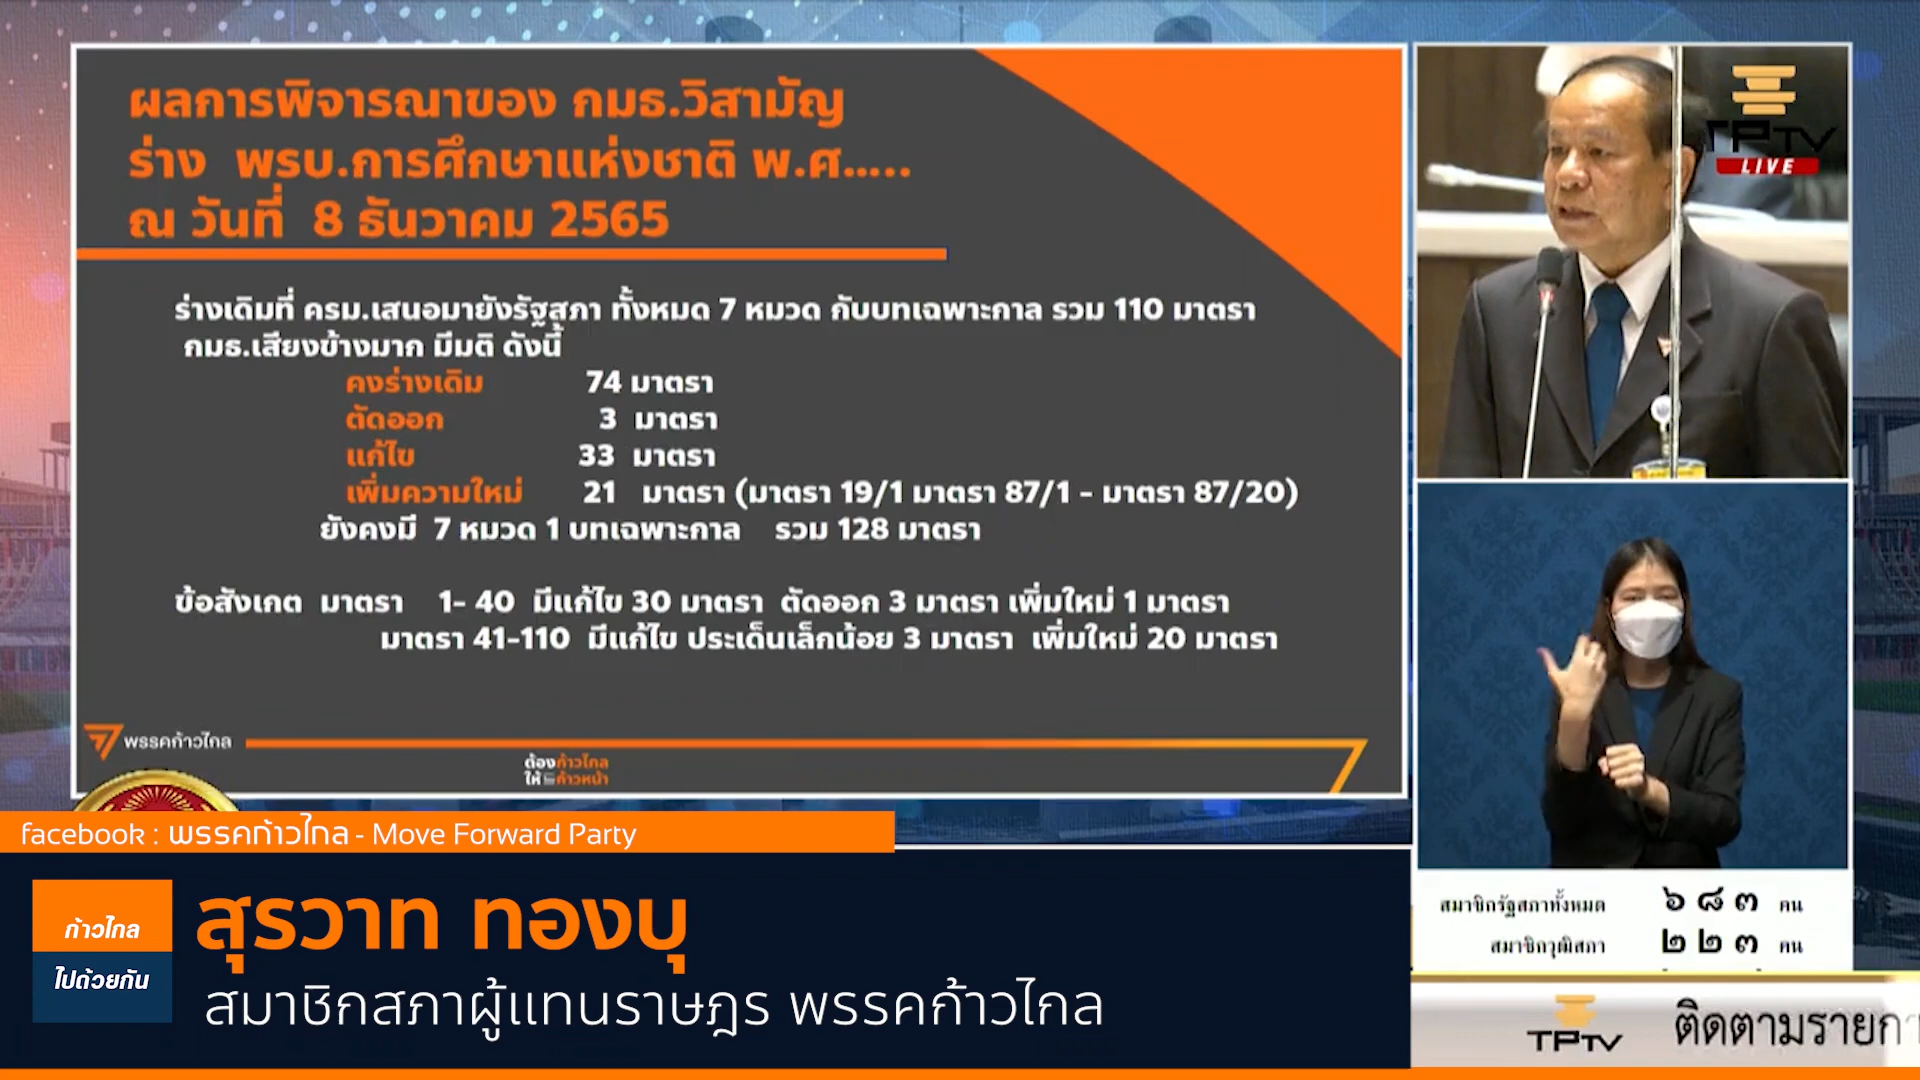 ผลการพิจารณาของ กมธ.วิสามัญ
ร่าง พรบ.การศึกษาแห่งชาติ พ.ศ.....
ณ วันที่ 8 ธันวาคม 2565
ร่างเดิมที่ ครม.เสนอมายังรัฐสภา ทั้งหมด 7 หมวด กับบทเฉพาะกาล รวม 110 มาตรา
กมธ.เสียงข้างมาก มีมติ ดังนี้
คงร่างเดิม 74 มาตรา
ตัดออก 3 มาตรา
แก้ไข 33 มาตรา
เพิ่มความใหม่ 21 มาตรา (มาตรา 19/1 มาตรา 87/1 - มาตรา 87/20)
ยังคงมี 7 หมวด 1 บทเฉพาะกาล รวม 128 มาตรา
ข้อสังเกต มาตรา 1- 40 มีแก้ไข 30 มาตรา ตัดออก 3 มาตรา เพิ่มใหม่ 1 มาตรา
มาตรา 41-110 มีแก้ไข ประเด็นเล็กน้อย 3 มาตรา เพิ่มใหม่ 20 มาตรา
พรรคก้าวไกล
ต้องก้าวไกล
ให้ ก้าวหน้า
TPTV
LIVE
facebook : พรรคก้าวไกล - Move Forward Party
ก้าวไกล
ไปด้วยกัน
สุรวาท ทองบุ
สมาชิกสภาผู้แทนราษฎร พรรคก้าวไกล
สมาชิกรัฐสภาทั้งหมด ๖๘๓ คน
สมาชิกวุฒิสภา ๒๒๓ คน
TPTV
ติดตามรายกา